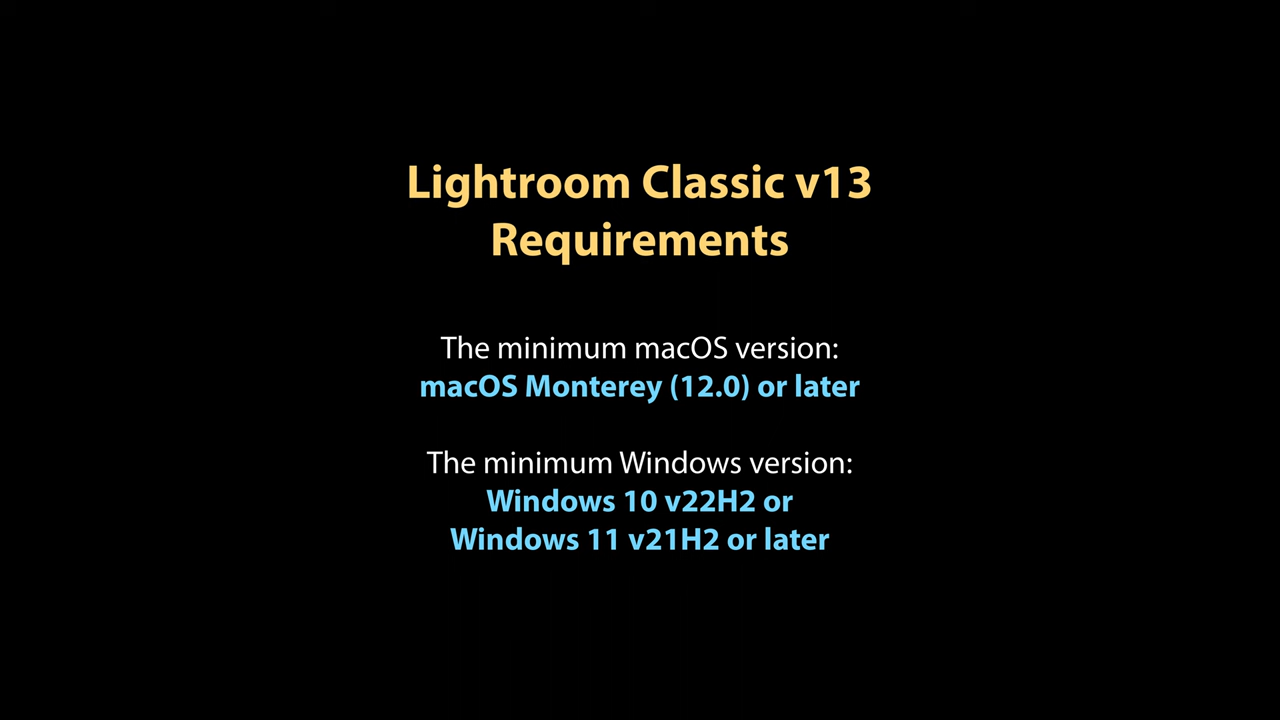 Lightroom Classic v13
Requirements
The minimum macOS version:
macOS Monterey (12.0) or later
The minimum Windows version:
Windows 10 v22H2 or
Windows 11 v21H2 or later